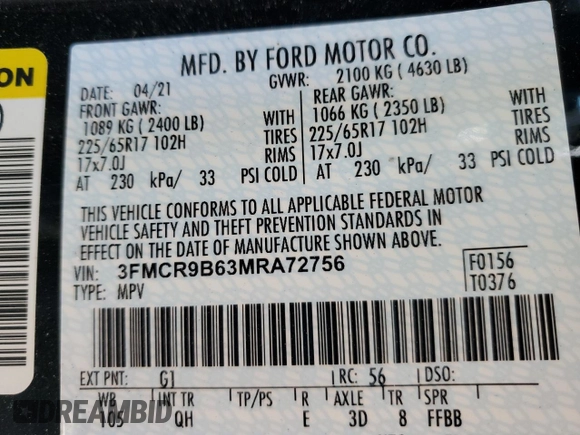 ON
MFD. BY FORD MOTOR CO.
DATE: 04/21 GVWR: 2100 KG ( 4630 LB)
FRONT GAWR: REAR GAWR:
1089 KG ( 2400 LB) WITH 1066 KG ( 2350 LB) WITH
225/65R17 102H TIRES 225/65R17 102H TIRES
17x7.0J RIMS 17x7.0J RIMS
AT 230 kPa/ 33 PSI COLD AT 230 kPa/ 33 PSI COLD
THIS VEHICLE CONFORMS TO ALL APPLICABLE FEDERAL MOTOR
VEHICLE SAFETY AND THEFT PREVENTION STANDARDS IN
EFFECT ON THE DATE OF MANUFACTURE SHOWN ABOVE.
VIN: 3FMCR9B63MRA72756 F0156
TYPE: MPV T0376
EXT PNT: G1 RC: 56 DSO:
WB INT TR TP/PS R AXLE TR SPR
105 QH E 3D 8 FFBB
DREAMBID